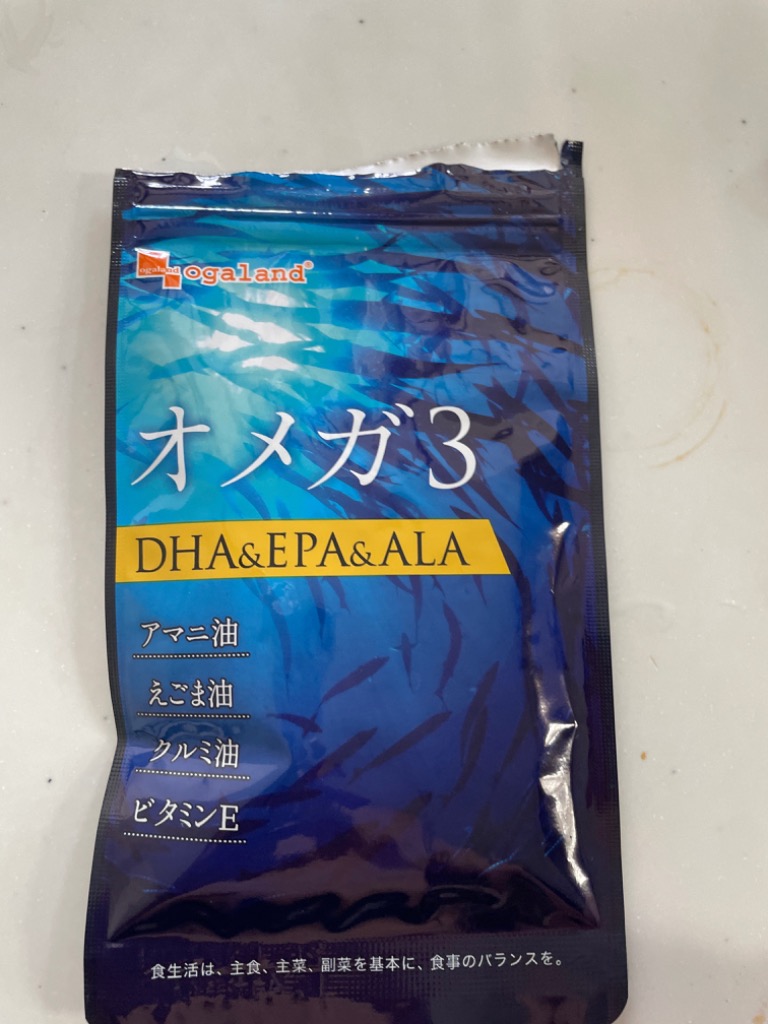 ogaland
ogaland®
オメガ3
DHA&EPA&ALA
アマニ油
えごま油
クルミ油
ビタミンE
食生活は、主食、主菜、副菜を基本に、食事のバランスを。